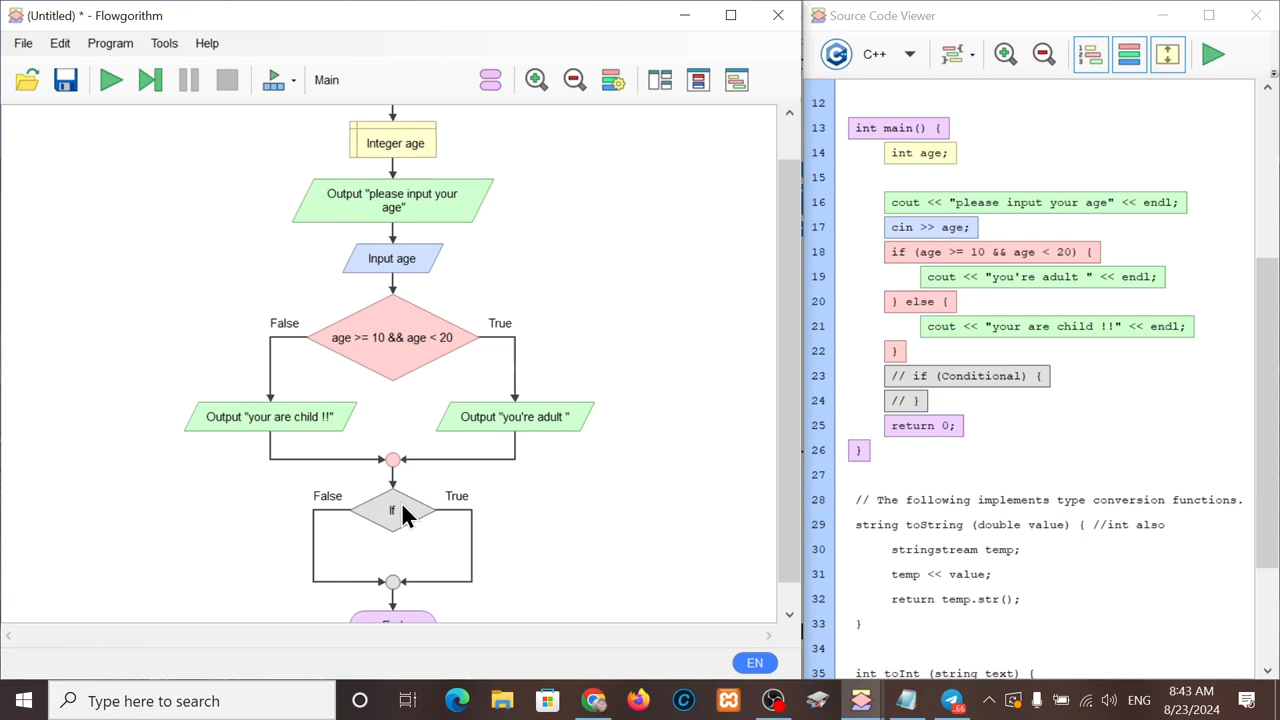 (Untitled) * - Flowgorithm
File Edit Program Tools Help
Main
Integer age
Output "please input your
age"
Input age
False
True
age >= 10 && age < 20
Output "your are child !!"
Output "you're adult "
False
True
If
EN
Source Code Viewer
C++
12
13 int main() {
14 int age;
15
16 cout << "please input your age" << endl;
17 cin >> age;
18 if (age >= 10 && age < 20) {
19 cout << "you're adult " << endl;
20 } else {
21 cout << "your are child !!" << endl;
22 }
23 // if (Conditional) {
24 // }
25 return 0;
26 }
28 // The following implements type conversion functions.
29 string toString (double value) { //int also
30 stringstream temp;
31 temp << value;
32 return temp.str();
33 }
34
35 int toInt (string text) {
Type here to search
66
ENG
8:43 AM
8/23/2024